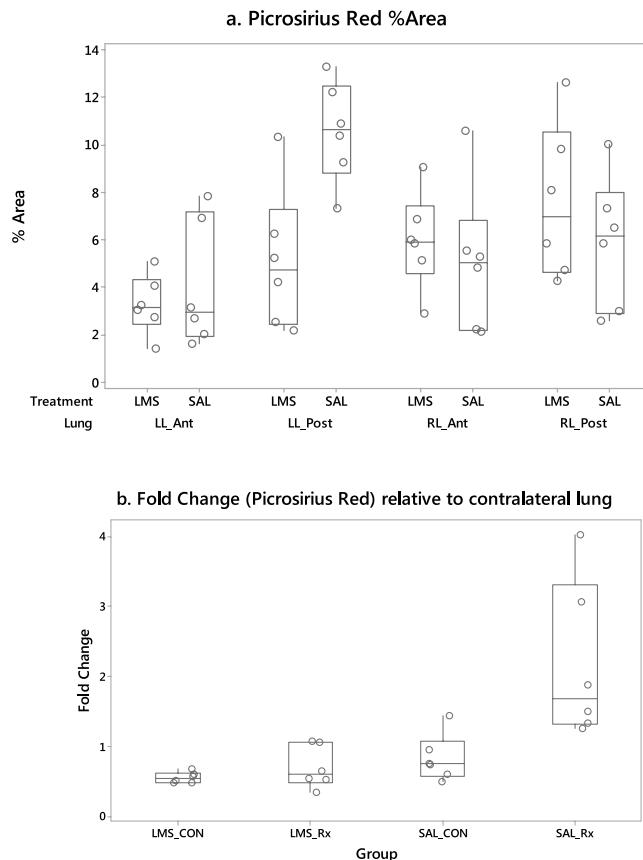 a. Picrosirius Red %Area
14
12
10
8
6
4
2
0
% Area
Treatment LMS SAL LMS SAL LMS SAL LMS SAL
Lung LL_Ant LL_Post RL_Ant RL_Post
b. Fold Change (Picrosirius Red) relative to contralateral lung
4
3
2
1
0
Fold Change
LMS_CON LMS_Rx SAL_CON SAL_Rx
Group